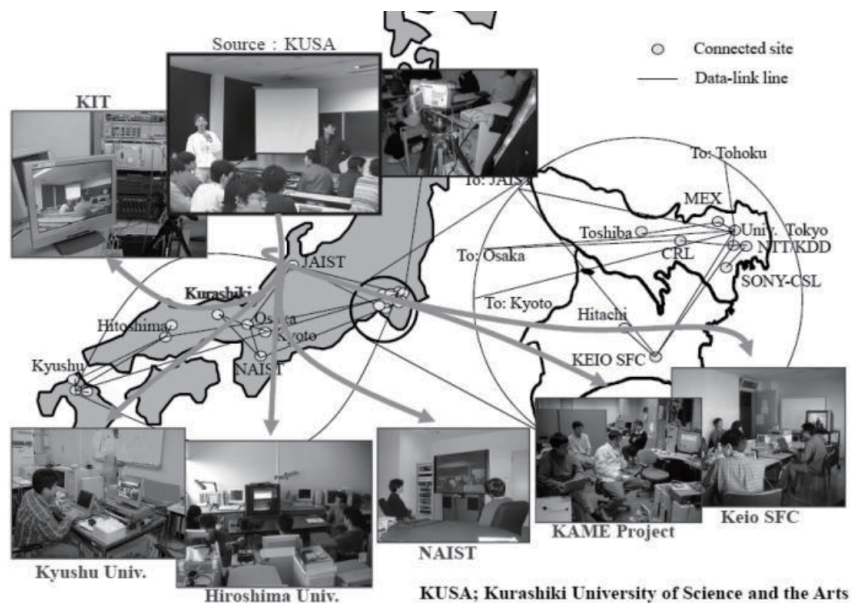 Source : KUSA
Connected site
Data-link line
KIT
To: Tohoku
To: JAIST
MEX
Toshiba
Univ. Tokyo
NTT/KDD
To: Osaka
CRL
JAIST
SONY-CSL
Kurashiki
To: Kyoto
Hitachi
Hitoshima
Osaka
Kyoto
Kyushu
NAIST
KEIO SFC
Kyushu Univ.
Hiroshima Univ.
NAIST
KAME Project
Keio SFC
KUSA; Kurashiki University of Science and the Arts